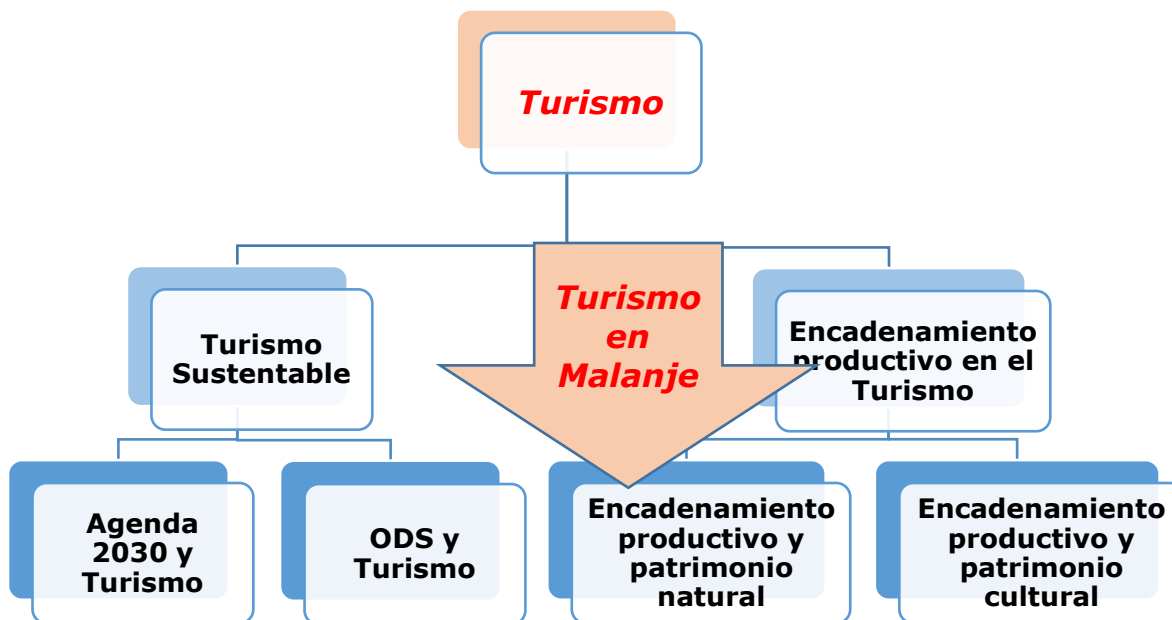 Turismo
Turismo
en
Malanje
Turismo
Sustentable
Encadenamiento
productivo en el
Turismo
Agenda
2030 y
Turismo
ODS y
Turismo
Encadenamiento
productivo y
patrimonio
natural
Encadenamiento
productivo y
patrimonio
cultural